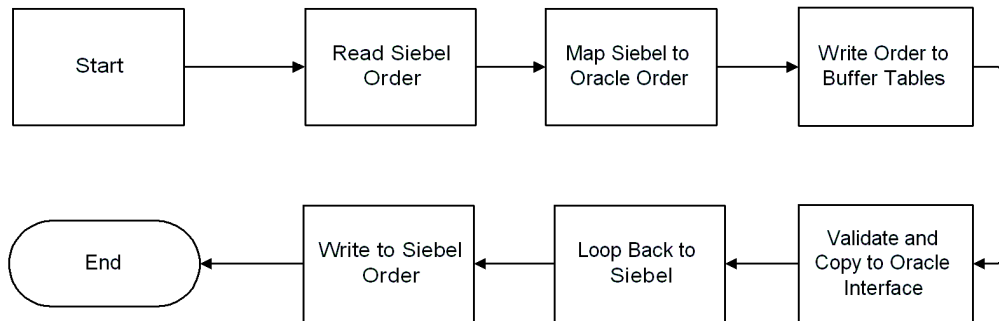 Start
Read Siebel
Order
Map Siebel to
Oracle Order
Write Order to
Buffer Tables
End
Write to Siebel
Order
Loop Back to
Siebel
Validate and
Copy to Oracle
Interface